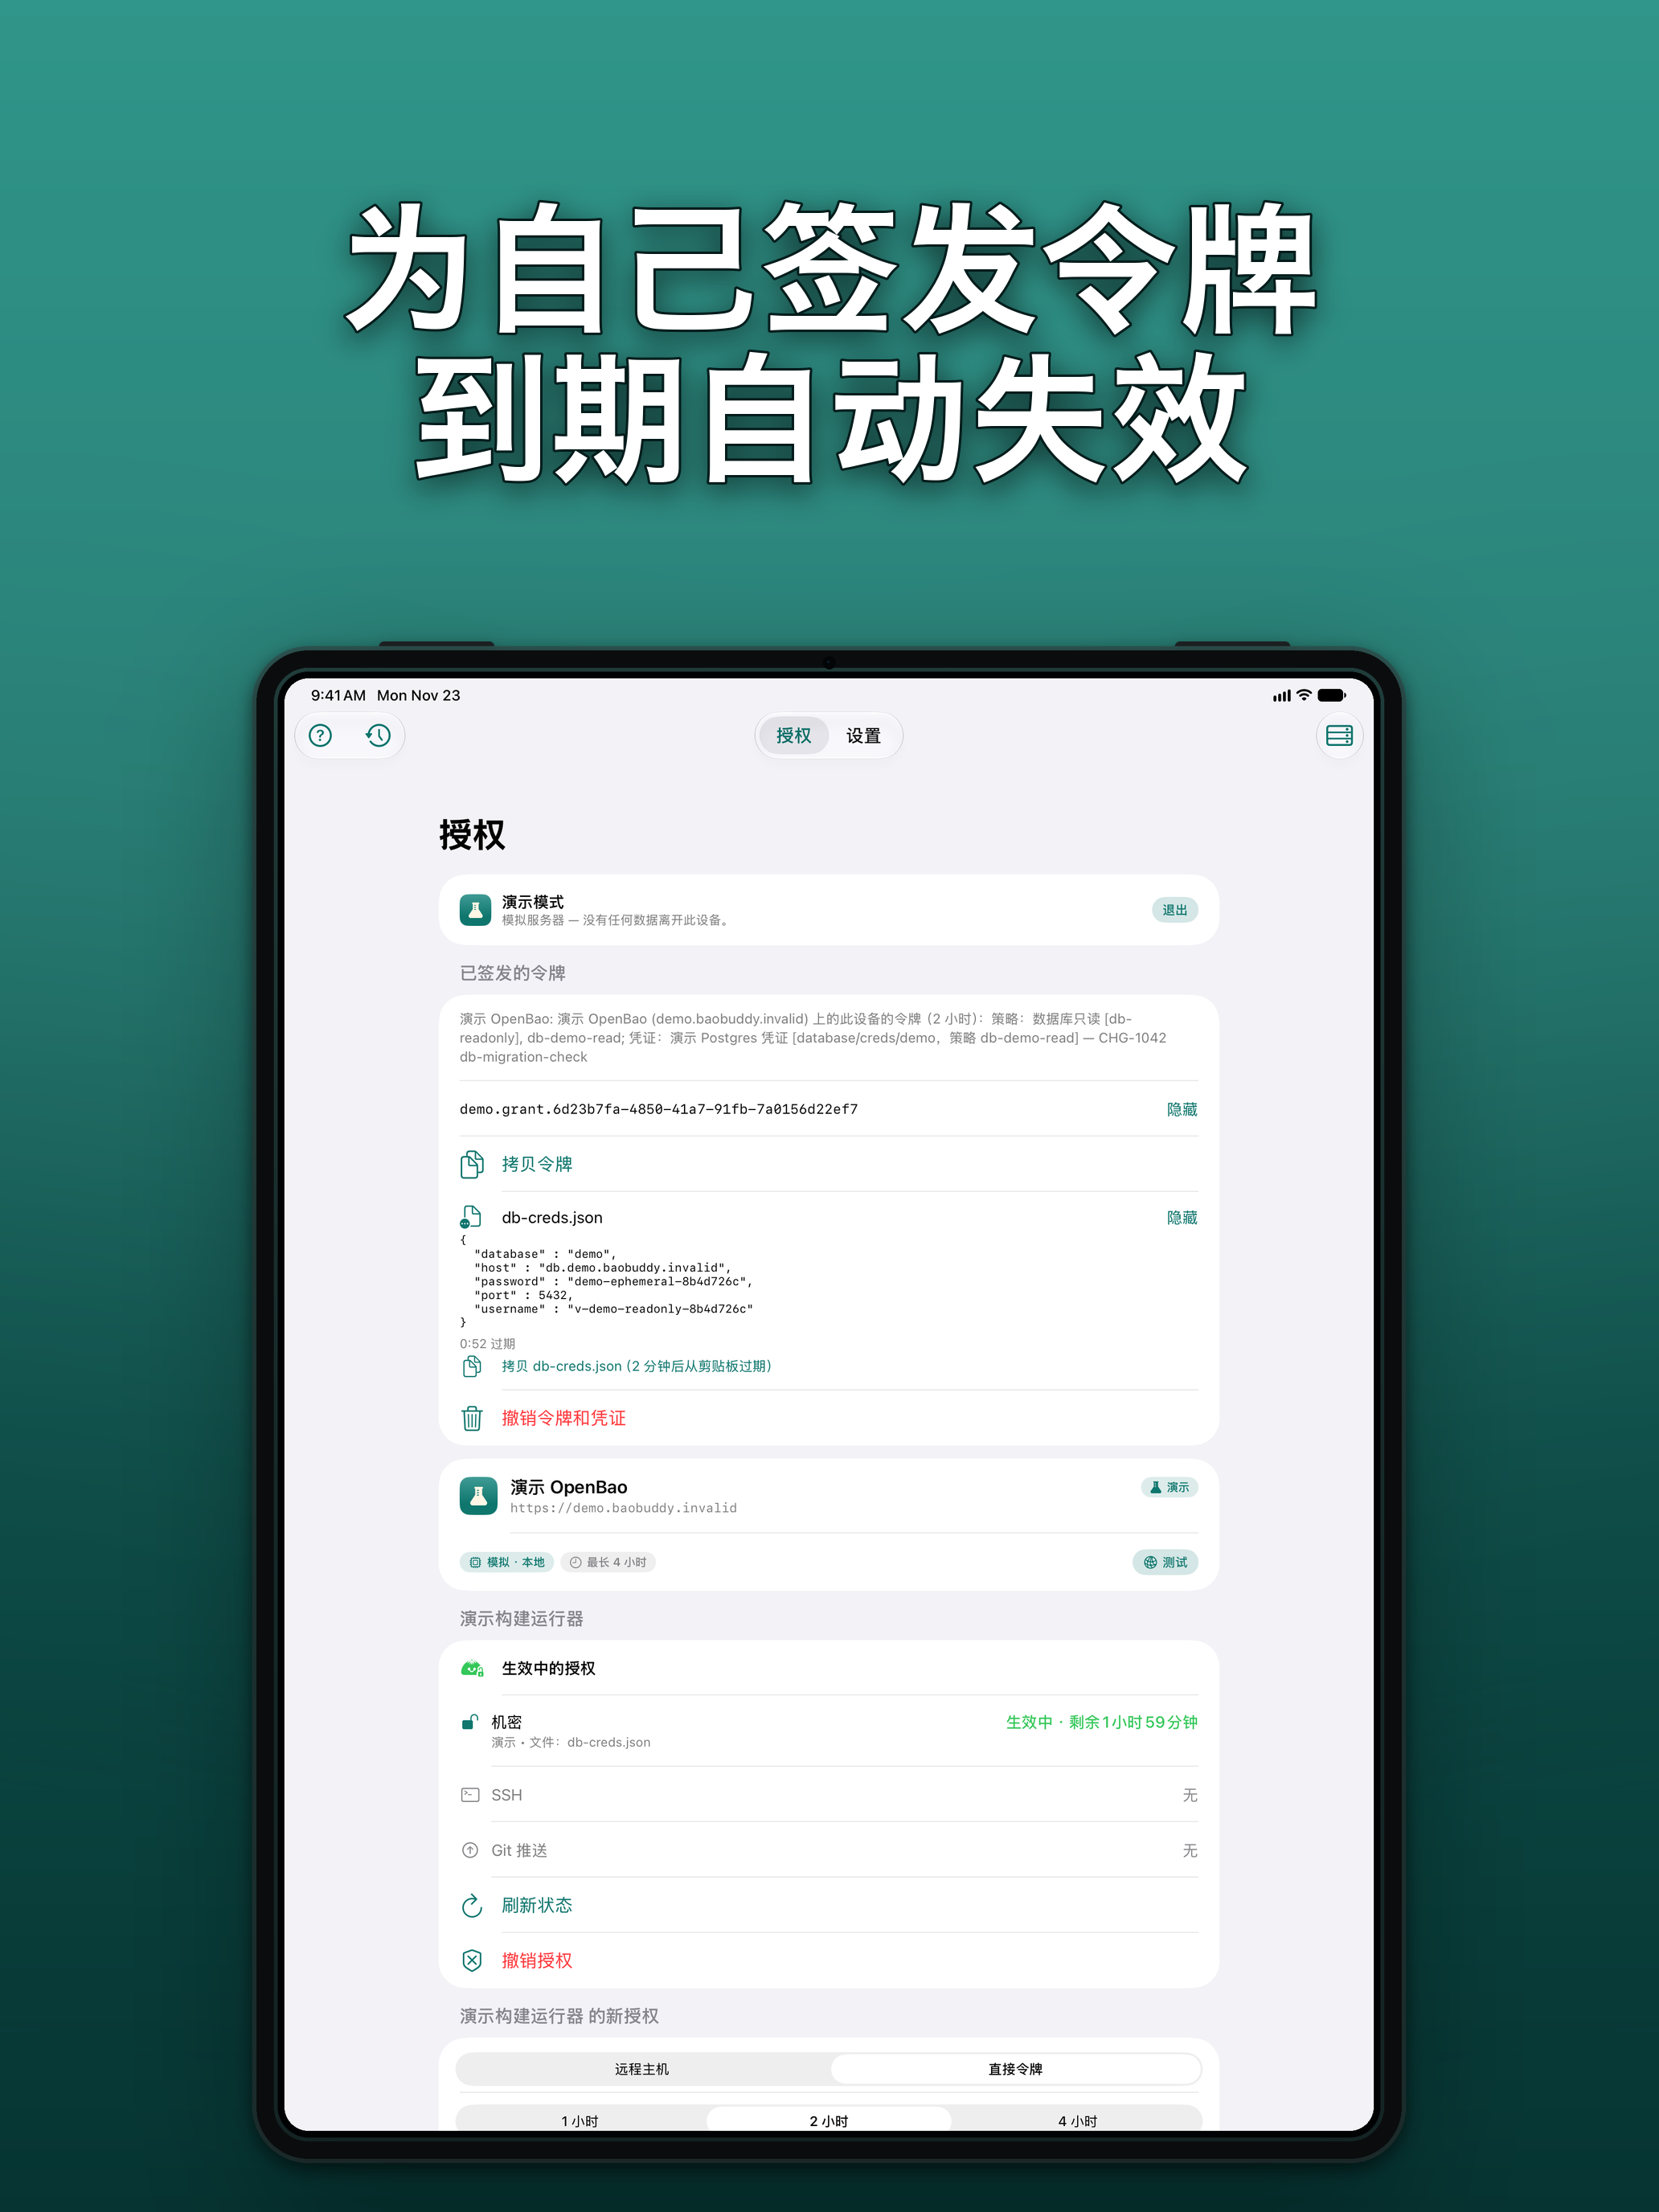 为自己签发令牌
到期自动失效
9:41 AM Mon Nov 23
授权 设置
授权
演示模式
模拟服务器 — 没有任何数据离开此设备。
退出
已签发的令牌
演示 OpenBao: 演示 OpenBao (demo.baobuddy.invalid) 上的此设备的令牌（2 小时）：策略：数据库只读 [db-
readonly], db-demo-read; 凭证：演示 Postgres 凭证 [database/creds/demo，策略 db-demo-read] — CHG-1042
db-migration-check
demo.grant.6d23b7fa-4850-41a7-91fb-7a0156d22ef7 隐藏
拷贝令牌
db-creds.json 隐藏
{
"database" : "demo",
"host" : "db.demo.baobuddy.invalid",
"password" : "demo-ephemeral-8b4d726c",
"port" : 5432,
"username" : "v-demo-readonly-8b4d726c"
}
0:52 过期
拷贝 db-creds.json（2 分钟后从剪贴板过期）
撤销令牌和凭证
演示 OpenBao 演示
https://demo.baobuddy.invalid
模拟 · 本地 最长 4 小时 测试
演示构建运行器
生效中的授权
机密 生效中 · 剩余1小时59分钟
演示 • 文件：db-creds.json
SSH 无
Git 推送 无
刷新状态
撤销授权
演示构建运行器 的新授权
远程主机 直接令牌
1 小时 2 小时 4 小时